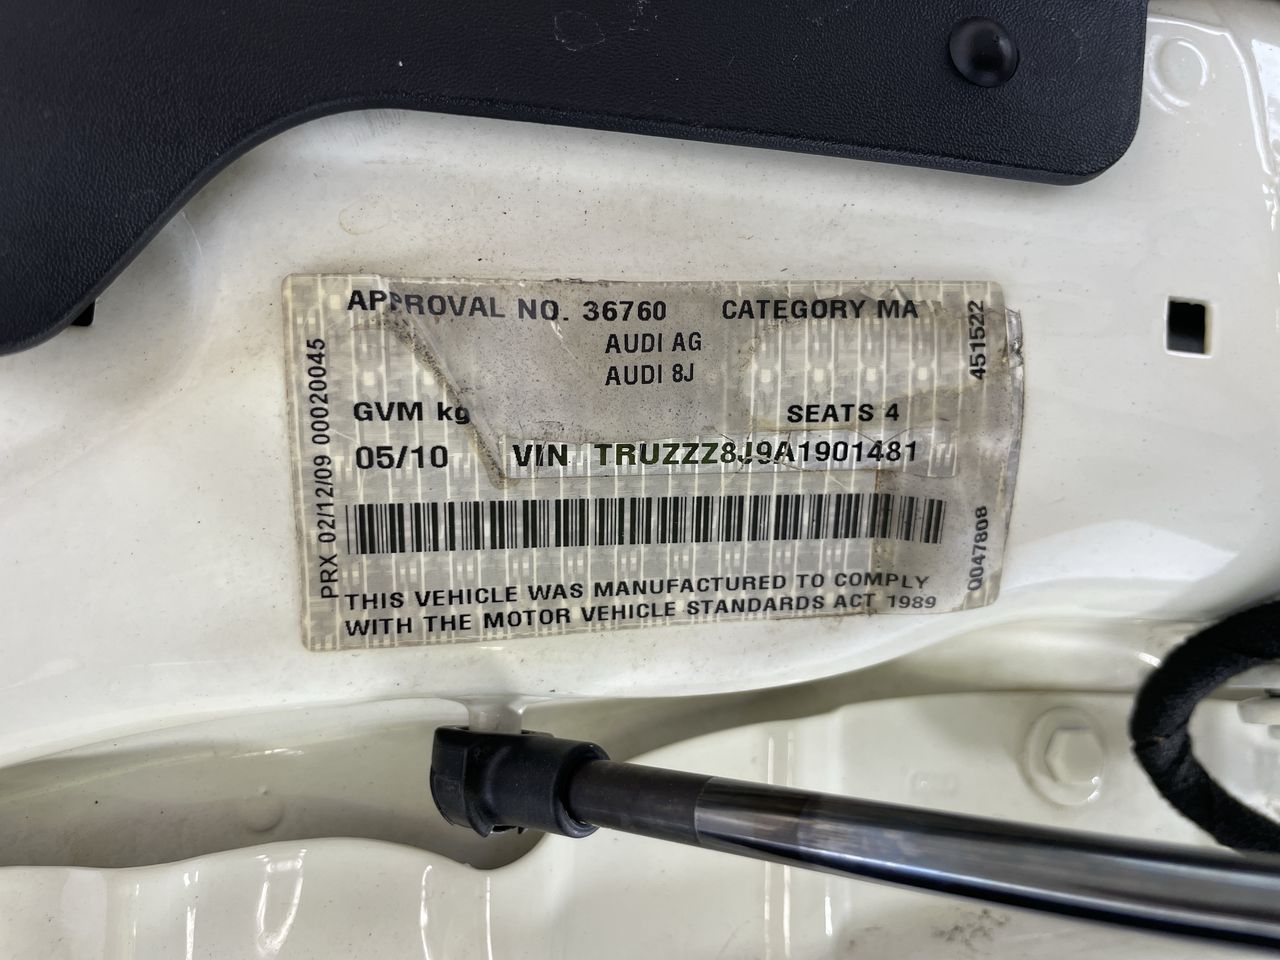 APPROVAL NO. 36760 CATEGORY MA
AUDI AG
AUDI 8J
GVM kg SEATS 4
05/10 VIN TRUZZZ8J9A1901481
THIS VEHICLE WAS MANUFACTURED TO COMPLY
WITH THE MOTOR VEHICLE STANDARDS ACT 1989
PRX 02/12/09 00020045
451522
Q047808